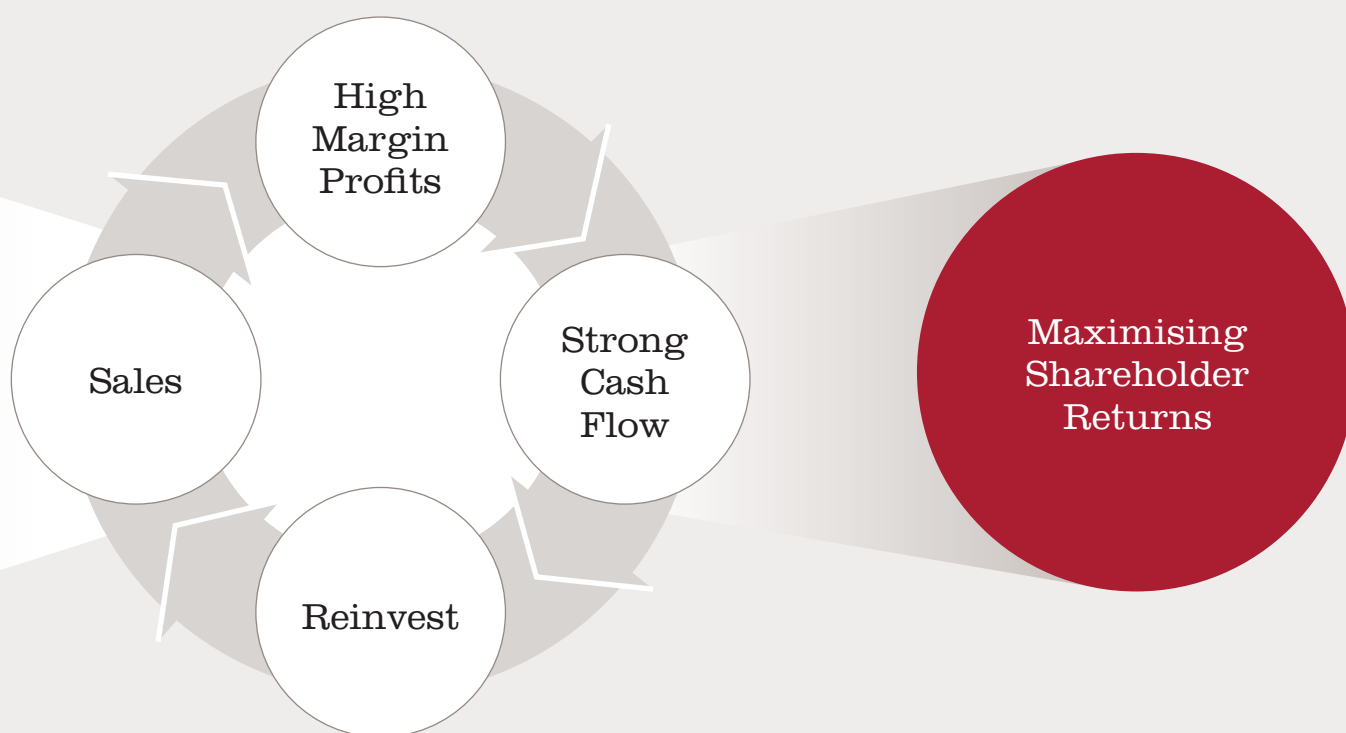 High
Margin
Profits
Sales
Strong
Cash
Flow
Reinvest
Maximising
Shareholder
Returns